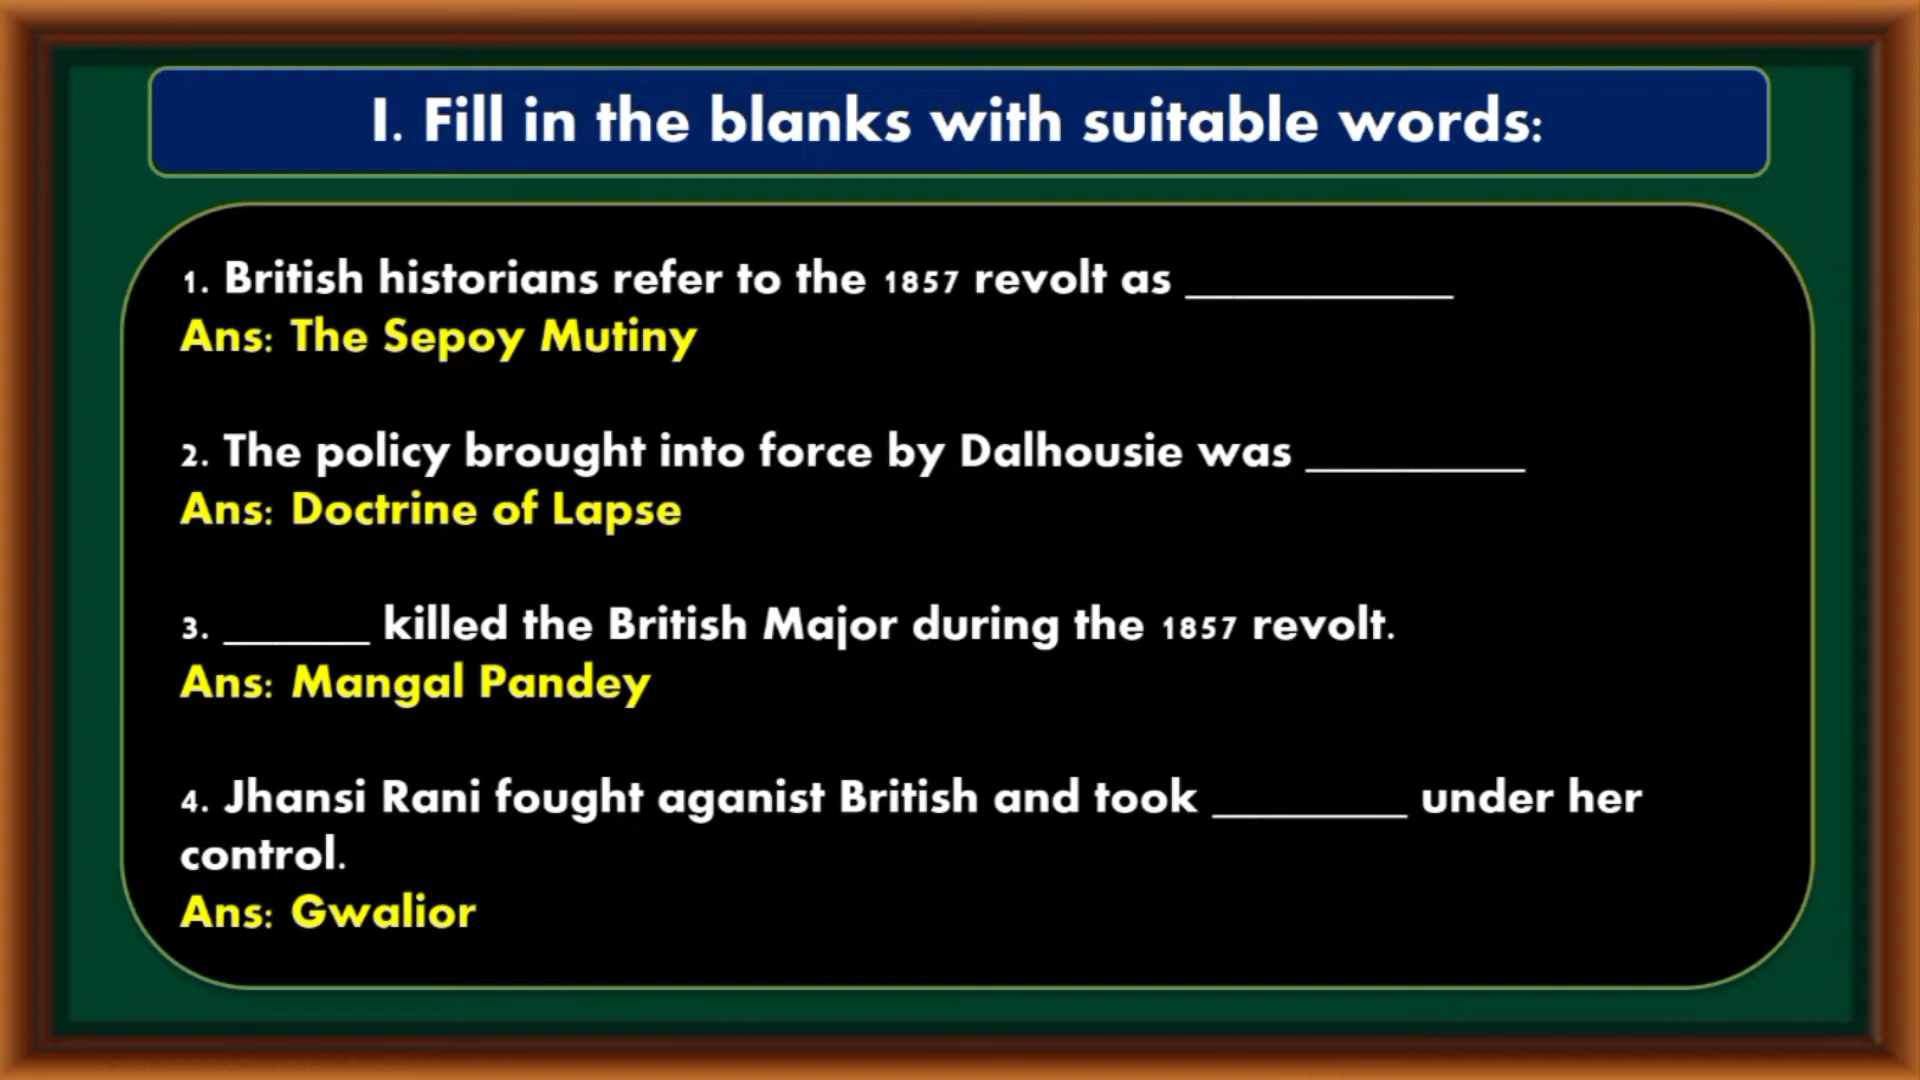 I. Fill in the blanks with suitable words:
1. British historians refer to the 1857 revolt as ___________
Ans: The Sepoy Mutiny
2. The policy brought into force by Dalhousie was _________
Ans: Doctrine of Lapse
3. ______ killed the British Major during the 1857 revolt.
Ans: Mangal Pandey
4. Jhansi Rani fought aganist British and took ________ under her
control.
Ans: Gwalior